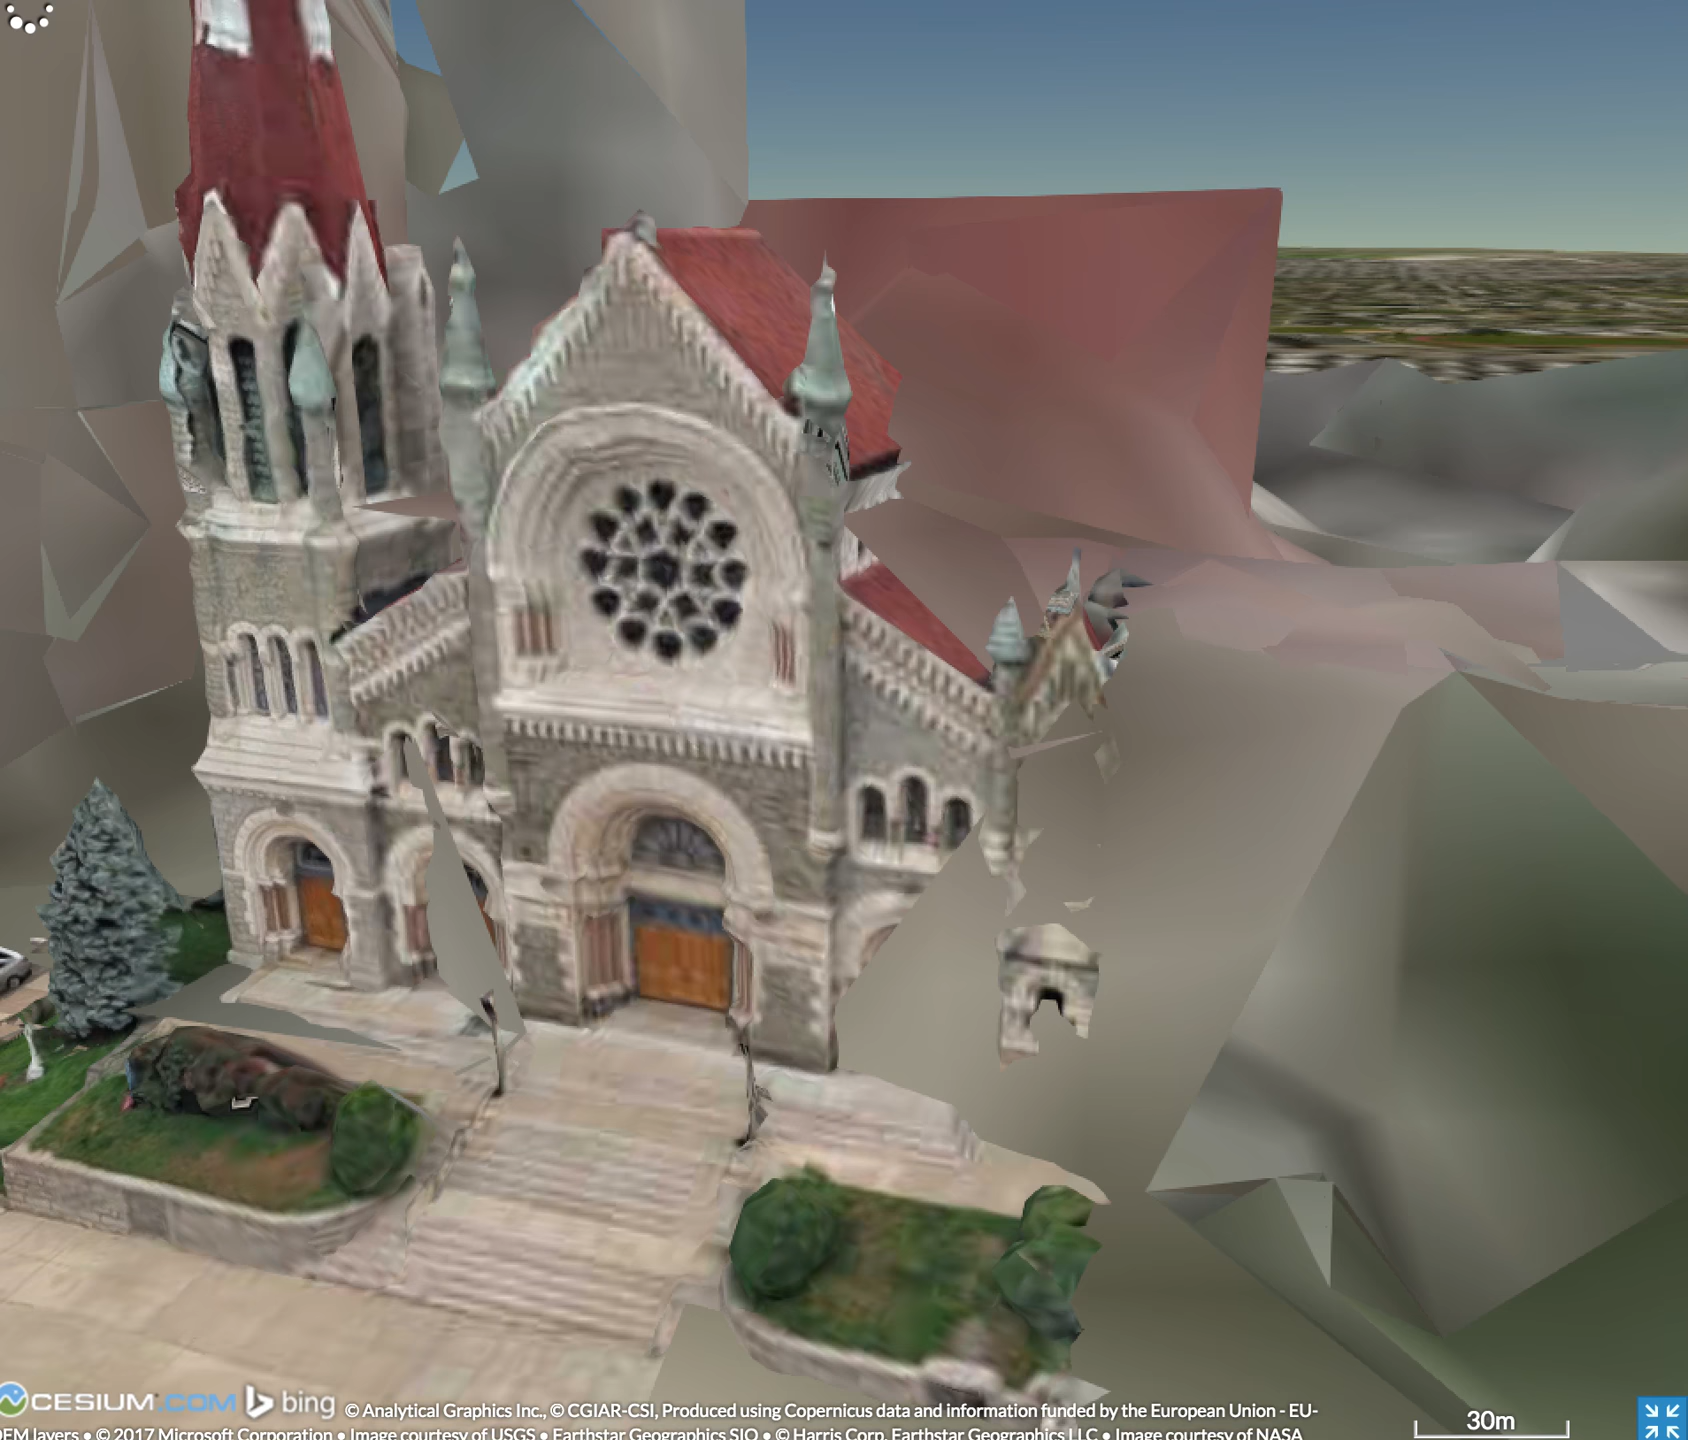 CESIUM.COM bing © Analytical Graphics Inc., © CGIAR-CSI, Produced using Copernicus data and information funded by the European Union - EU-
DEM layers • © 2017 Microsoft Corporation • Image courtesy of USGS • Earthstar Geographics SIO • © Harris Corp, Earthstar Geographics LLC • Image courtesy of NASA
30m